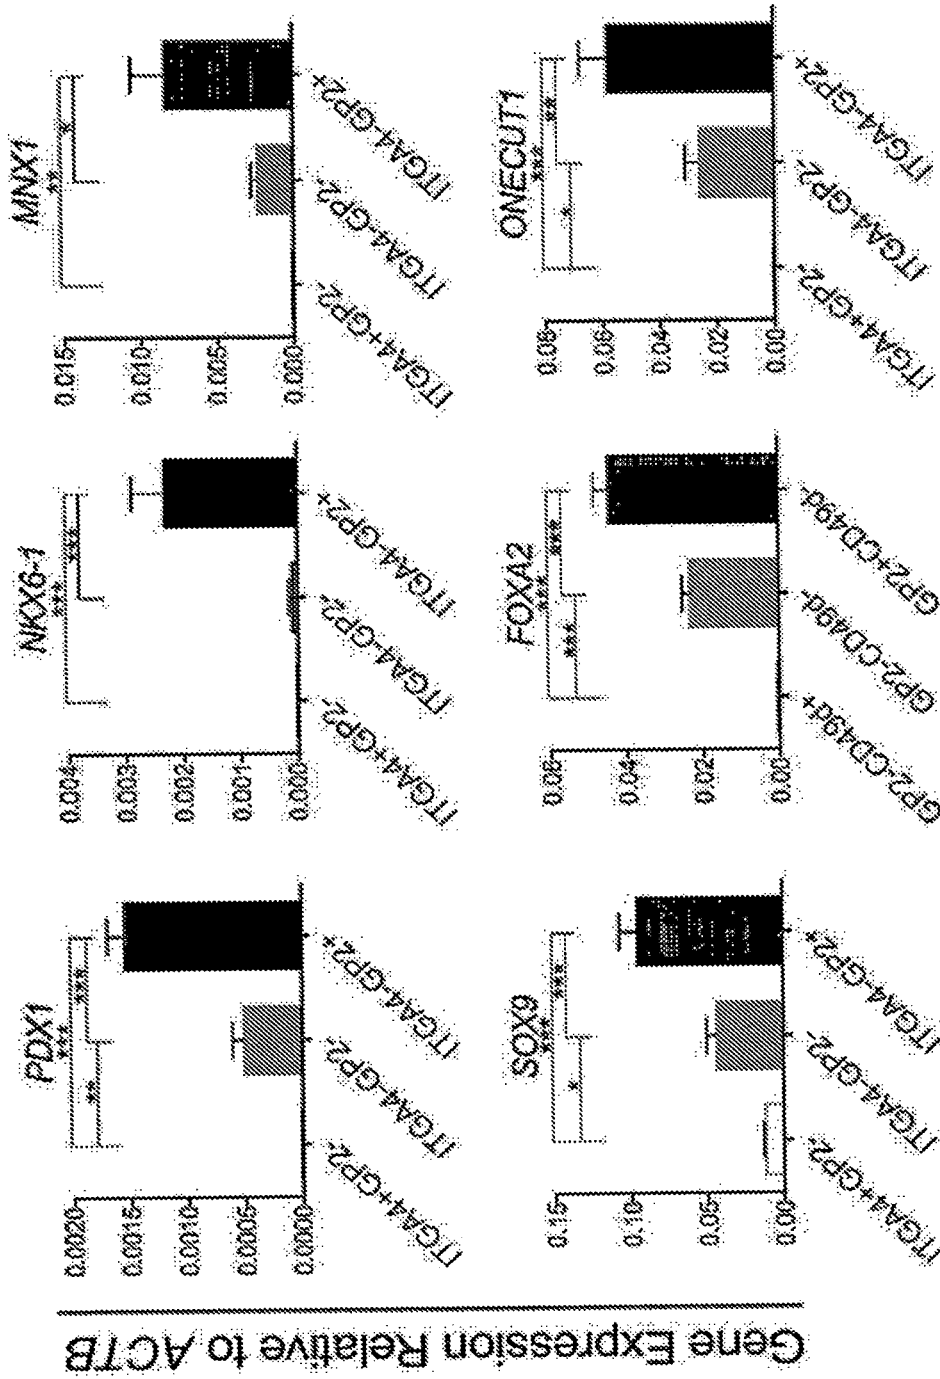 Gene Expression Relative to ACTB
PDX1
***
***
**
0.0020
0.0015
0.0010
0.0005
0.0000
ITGA4+GP2-
ITGA4-GP2-
ITGA4-GP2+
NKX6-1
***
***
0.004
0.003
0.002
0.001
0.000
ITGA4+GP2-
ITGA4-GP2-
ITGA4-GP2+
MNX1
**
*
0.015
0.010
0.005
0.000
ITGA4+GP2-
ITGA4-GP2-
ITGA4-GP2+
SOX9
***
***
*
0.15
0.10
0.05
0.00
ITGA4+GP2-
ITGA4-GP2-
ITGA4-GP2+
FOXA2
***
***
***
0.06
0.04
0.02
0.00
GP2-CD49d+
GP2-CD49d-
GP2+CD49d-
ONECUT1
***
**
*
0.08
0.06
0.04
0.02
0.00
ITGA4+GP2-
ITGA4-GP2-
ITGA4-GP2+